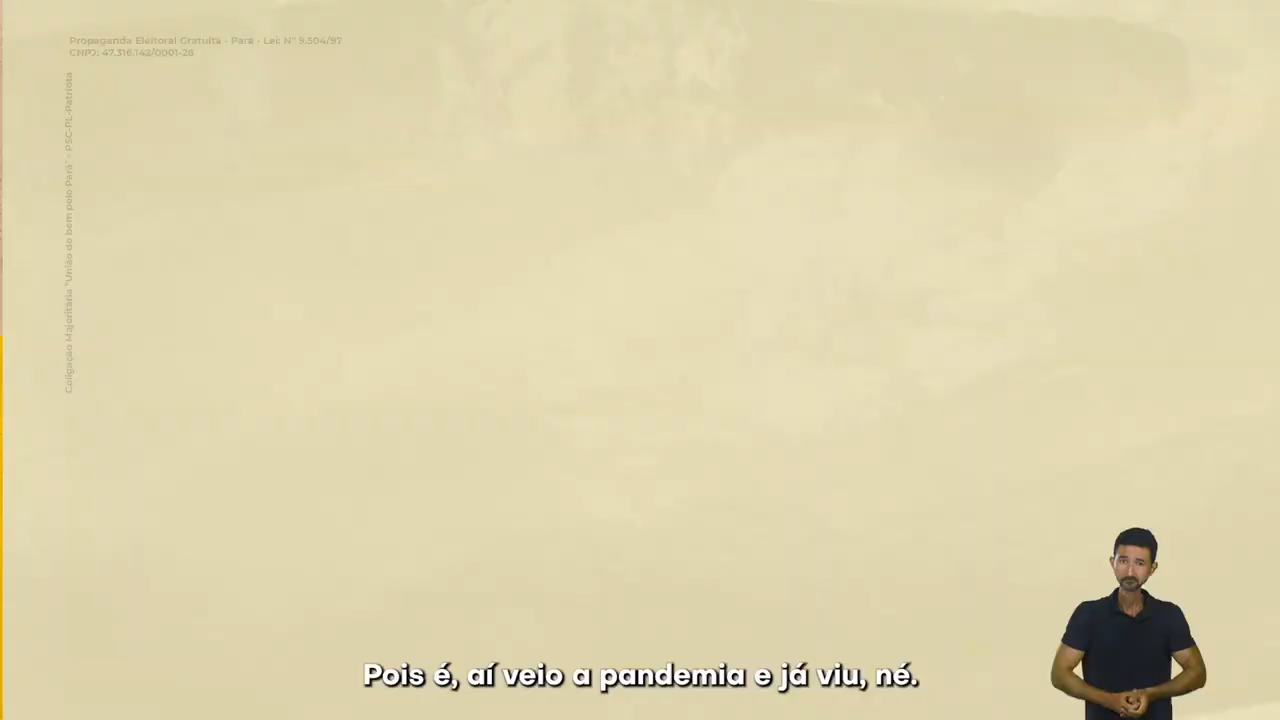 Propaganda Eleitoral Gratuita - Pará - Lei: Nº 9.504/97
CNPJ: 47.316.142/0001-28
Coligação Majoritária "União do bem pelo Pará" - PSC-PL-Patriota
Pois é, aí veio a pandemia e já viu, né.